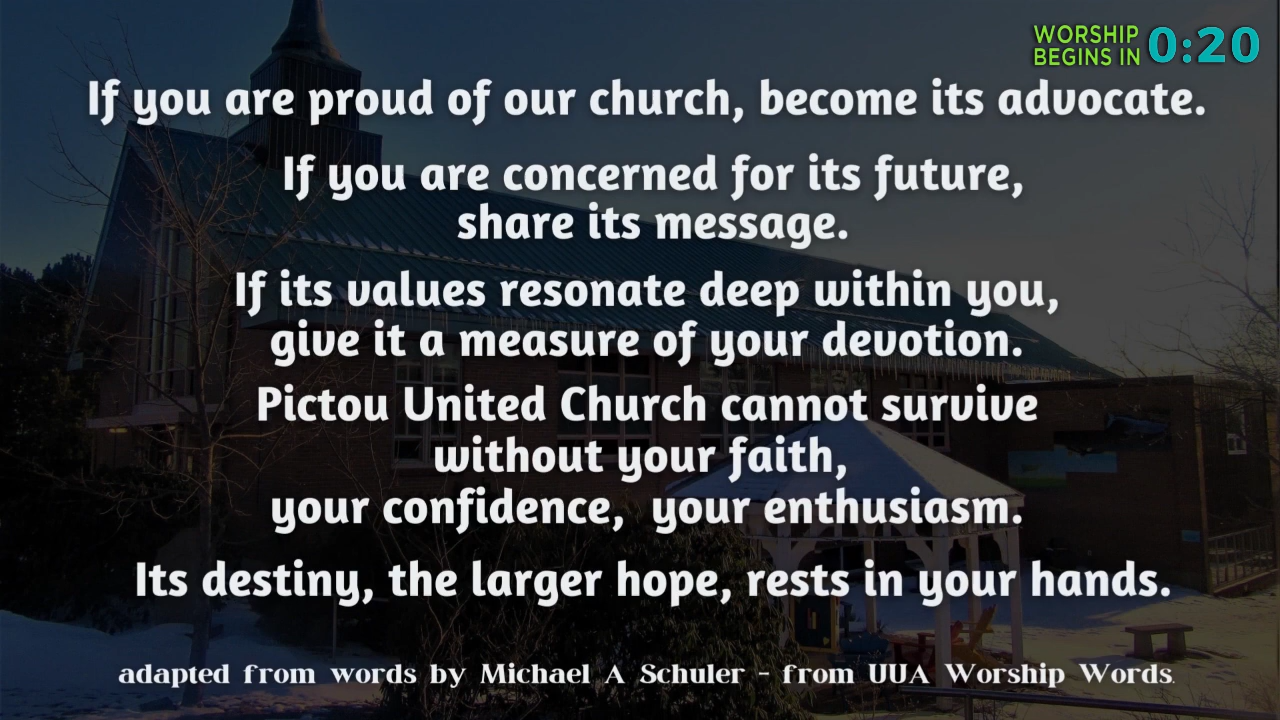 WORSHIP
BEGINS IN 0:20
If you are proud of our church, become its advocate.
If you are concerned for its future,
share its message.
If its values resonate deep within you,
give it a measure of your devotion.
Pictou United Church cannot survive
without your faith,
your confidence,  your enthusiasm.
Its destiny, the larger hope, rests in your hands.
adapted from words by Michael A Schuler - from UUA Worship Words.